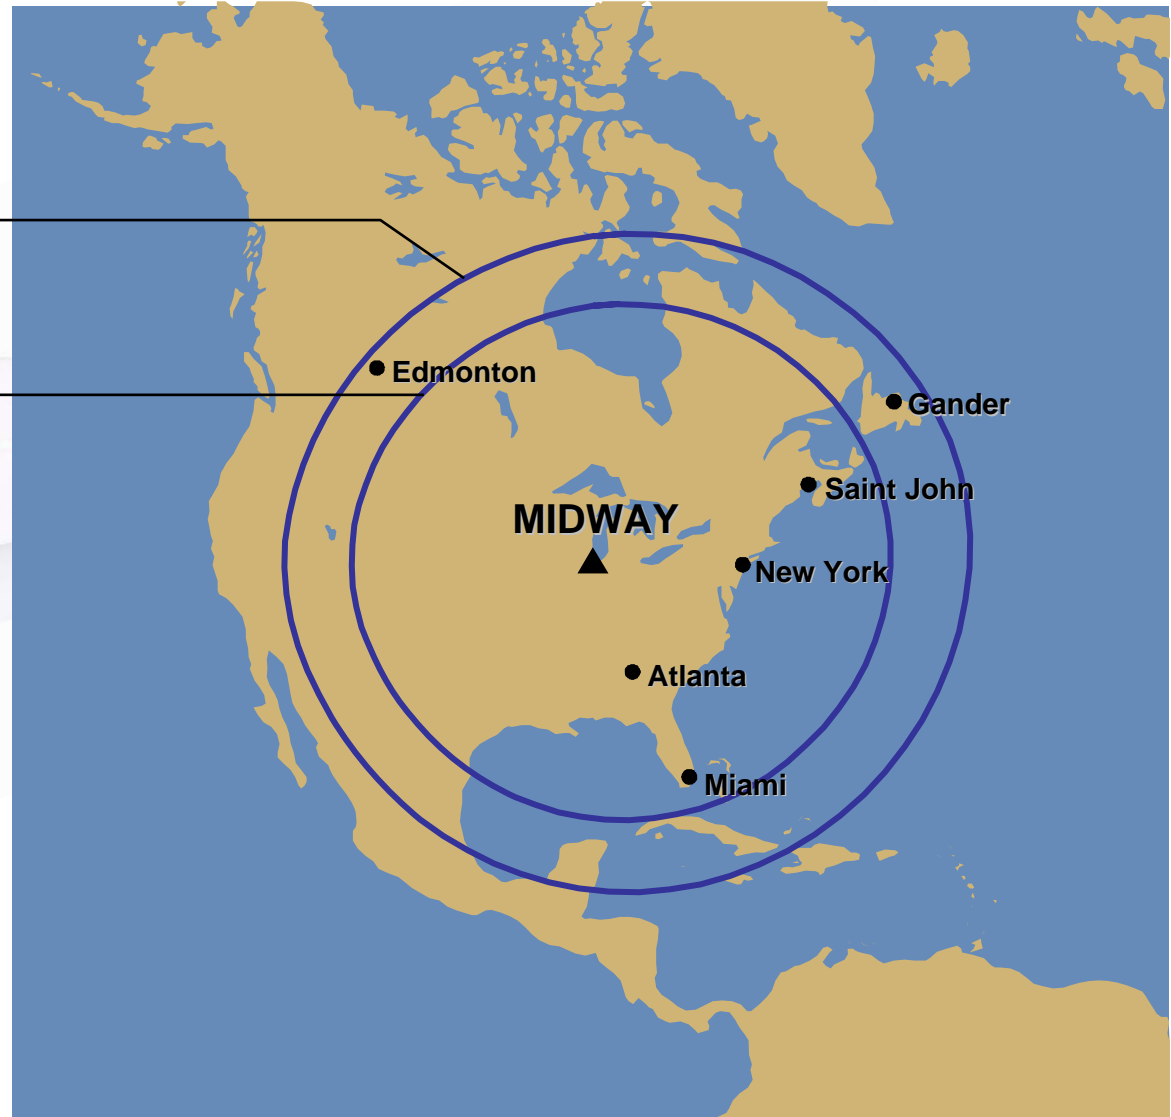 Edmonton
Gander
Saint John
MIDWAY
New York
Atlanta
Miami